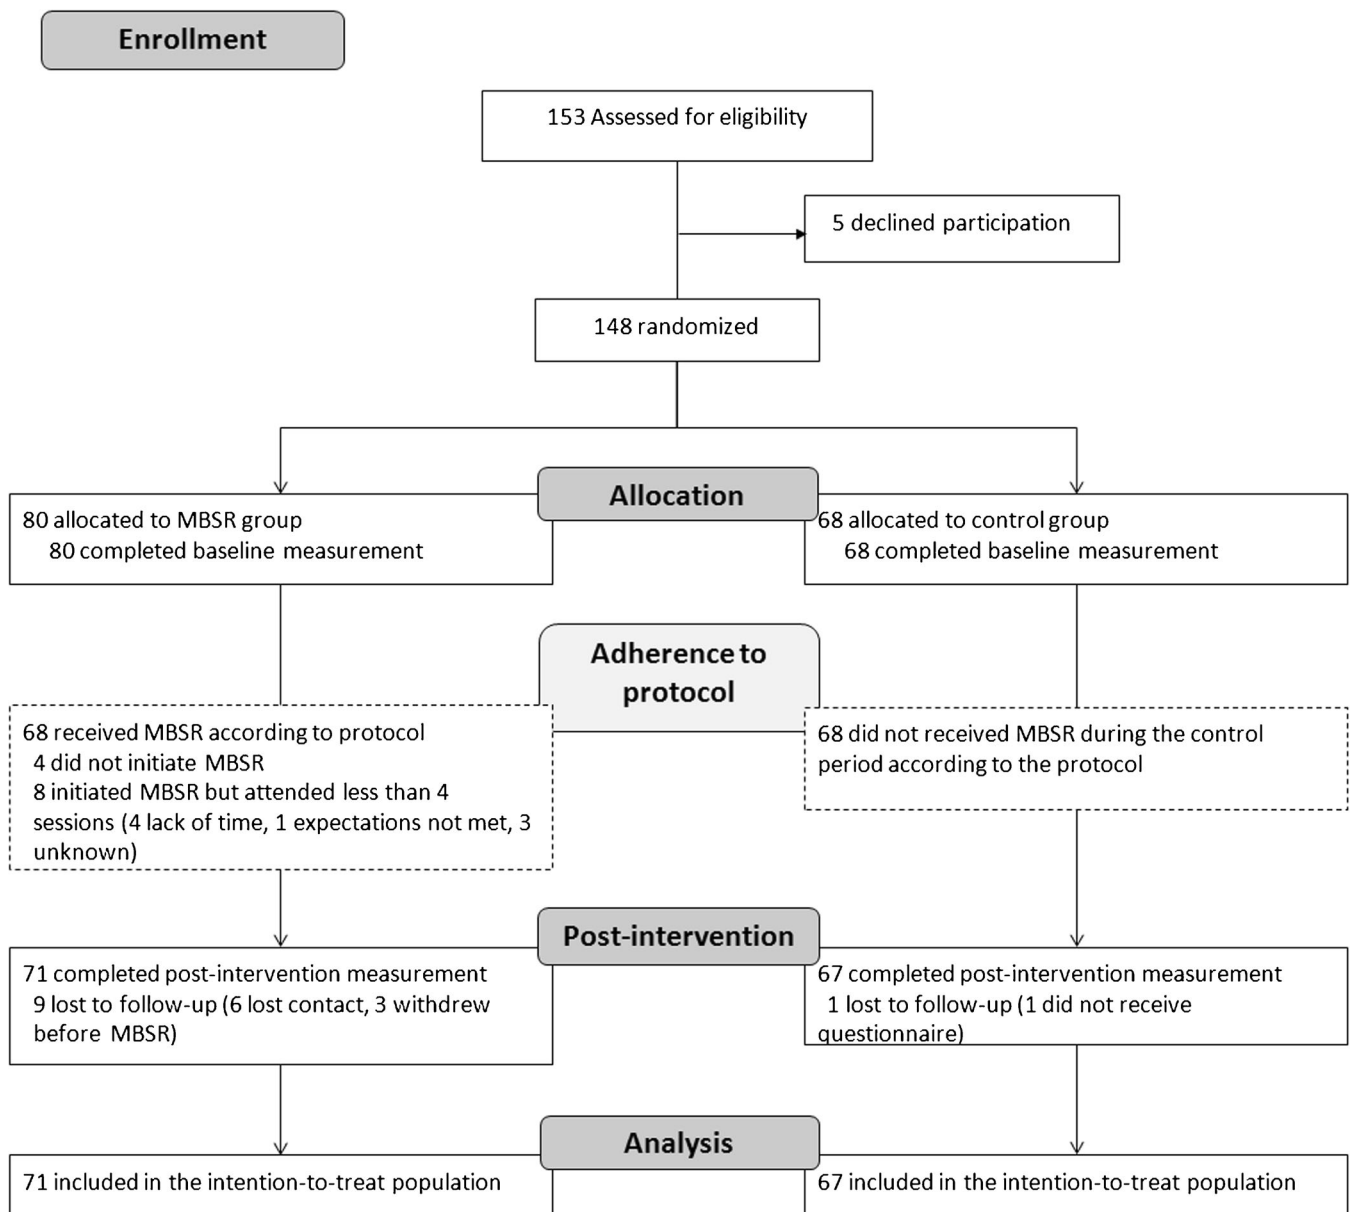 Enrollment
153 Assessed for eligibility
5 declined participation
148 randomized
Allocation
80 allocated to MBSR group
80 completed baseline measurement
68 allocated to control group
68 completed baseline measurement
Adherence to
protocol
68 received MBSR according to protocol
4 did not initiate MBSR
8 initiated MBSR but attended less than 4
sessions (4 lack of time, 1 expectations not met, 3
unknown)
68 did not received MBSR during the control
period according to the protocol
Post-intervention
71 completed post-intervention measurement
9 lost to follow-up (6 lost contact, 3 withdrew
before MBSR)
67 completed post-intervention measurement
1 lost to follow-up (1 did not receive
questionnaire)
Analysis
71 included in the intention-to-treat population
67 included in the intention-to-treat population